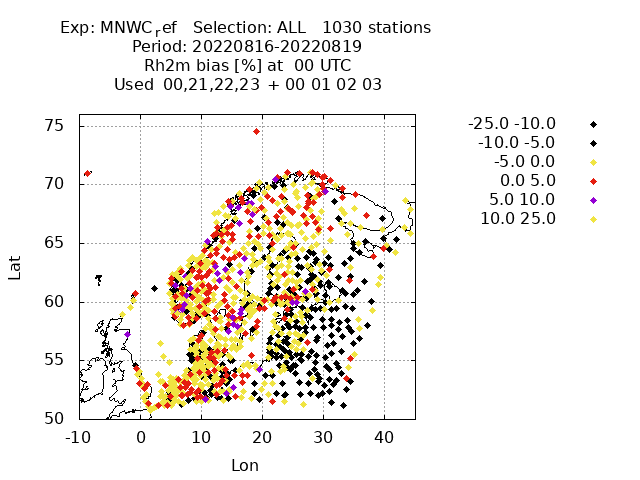 Exp: MNWC_ref   Selection: ALL   1030 stations
Period: 20220816-20220819
Rh2m bias [%] at  00 UTC
Used  00,21,22,23 + 00 01 02 03
-25.0 -10.0
-10.0 -5.0
-5.0 0.0
0.0 5.0
5.0 10.0
10.0 25.0
75
70
65
60
55
50
Lat
-10 0 10 20 30 40
Lon